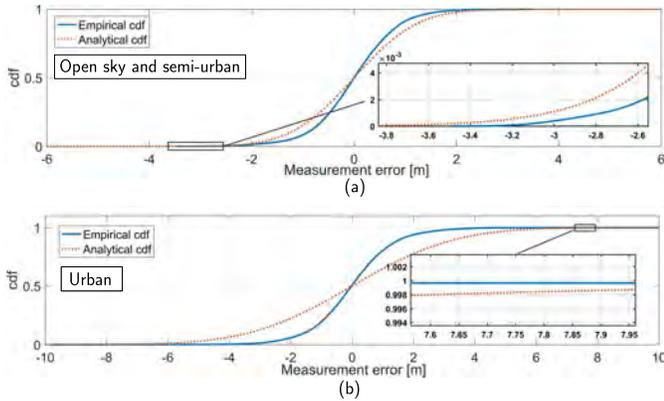 1
Empirical cdf
Analytical cdf
Open sky and semi-urban
cdf
0.5
×10⁻³
4
2
0
-3.8 -3.6 -3.4 -3.2 -3 -2.8 -2.6
0
-6 -4 -2 0 2 4 6
Measurement error [m]
(a)
1
Empirical cdf
Analytical cdf
Urban
cdf
0.5
1.002
1
0.998
0.996
0.994
7.6 7.65 7.7 7.75 7.8 7.85 7.9 7.95
0
-10 -8 -6 -4 -2 0 2 4 6 8 10
Measurement error [m]
(b)